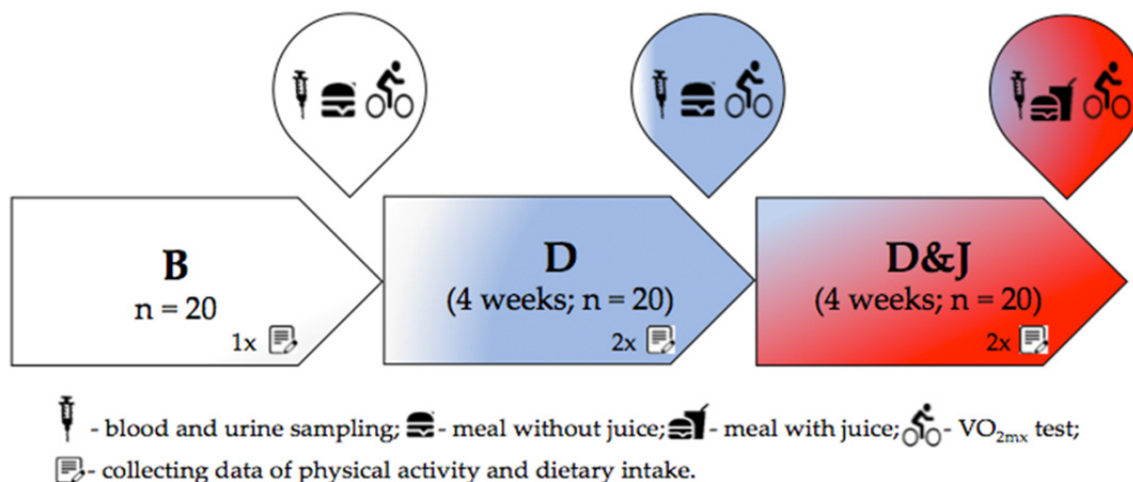 B
n = 20
1x
D
(4 weeks; n = 20)
2x
D&J
(4 weeks; n = 20)
2x
- blood and urine sampling; - meal without juice; - meal with juice; - VO2mx test;
- collecting data of physical activity and dietary intake.